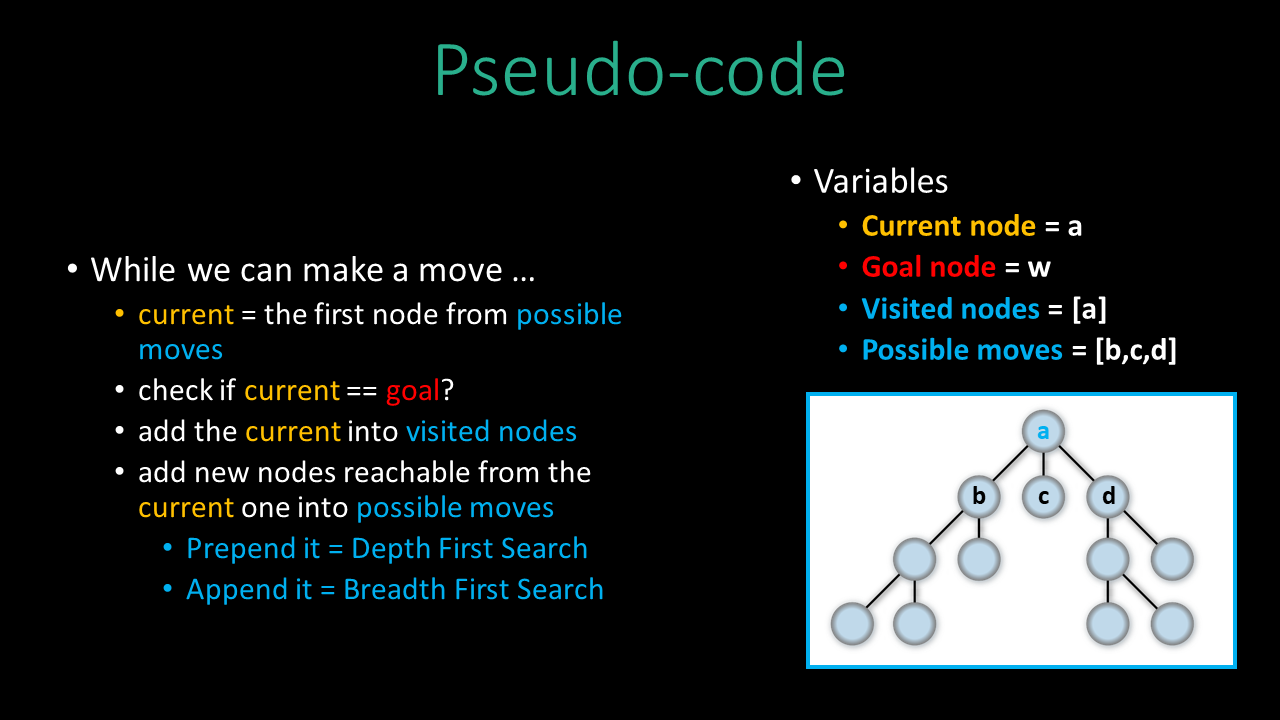 Pseudo-code
• While we can make a move …
• current = the first node from possible
moves
• check if current == goal?
• add the current into visited nodes
• add new nodes reachable from the
current one into possible moves
• Prepend it = Depth First Search
• Append it = Breadth First Search
• Variables
• Current node = a
• Goal node = w
• Visited nodes = [a]
• Possible moves = [b,c,d]
a
b c d